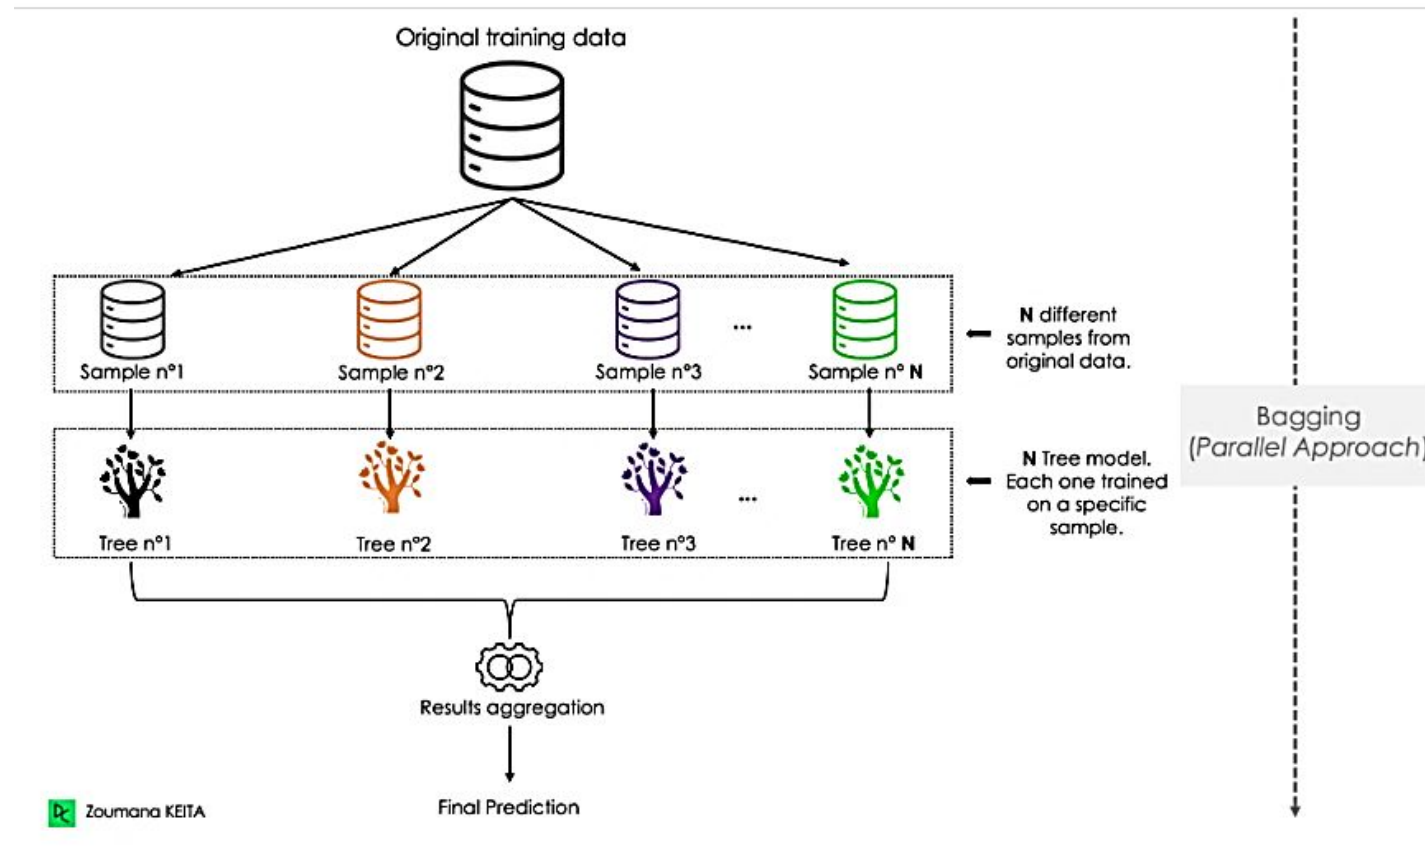 Original training data
Sample n°1
Sample n°2
Sample n°3
...
Sample n° N
N different
samples from
original data.
Tree n°1
Tree n°2
Tree n°3
...
Tree n° N
N Tree model.
Each one trained
on a specific
sample.
Bagging
(Parallel Approach)
Results aggregation
Final Prediction
DC Zoumana KEITA